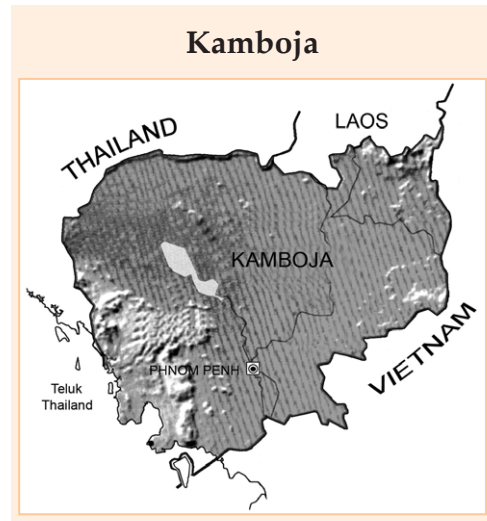 Kamboja
LAOS
THAILAND
KAMBOJA
VIETNAM
PHNOM PENH
Teluk
Thailand